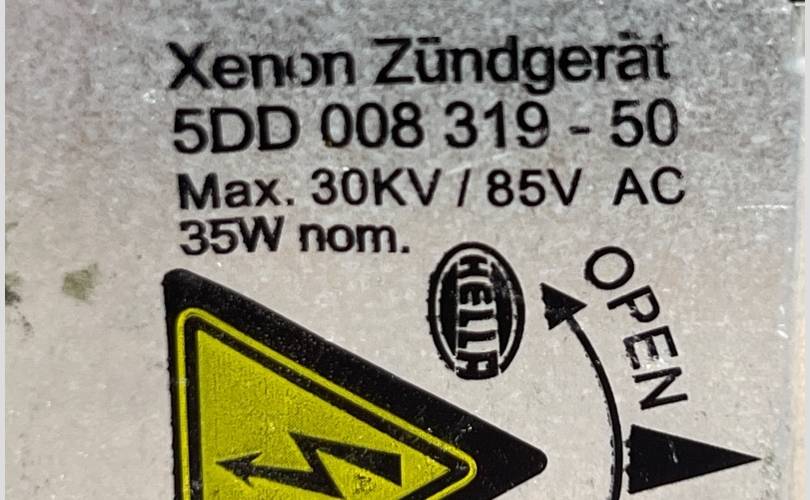 Xenon Zündgerät
5DD 008 319 - 50
Max. 30KV / 85V AC
35W nom.
HELLA
OPEN